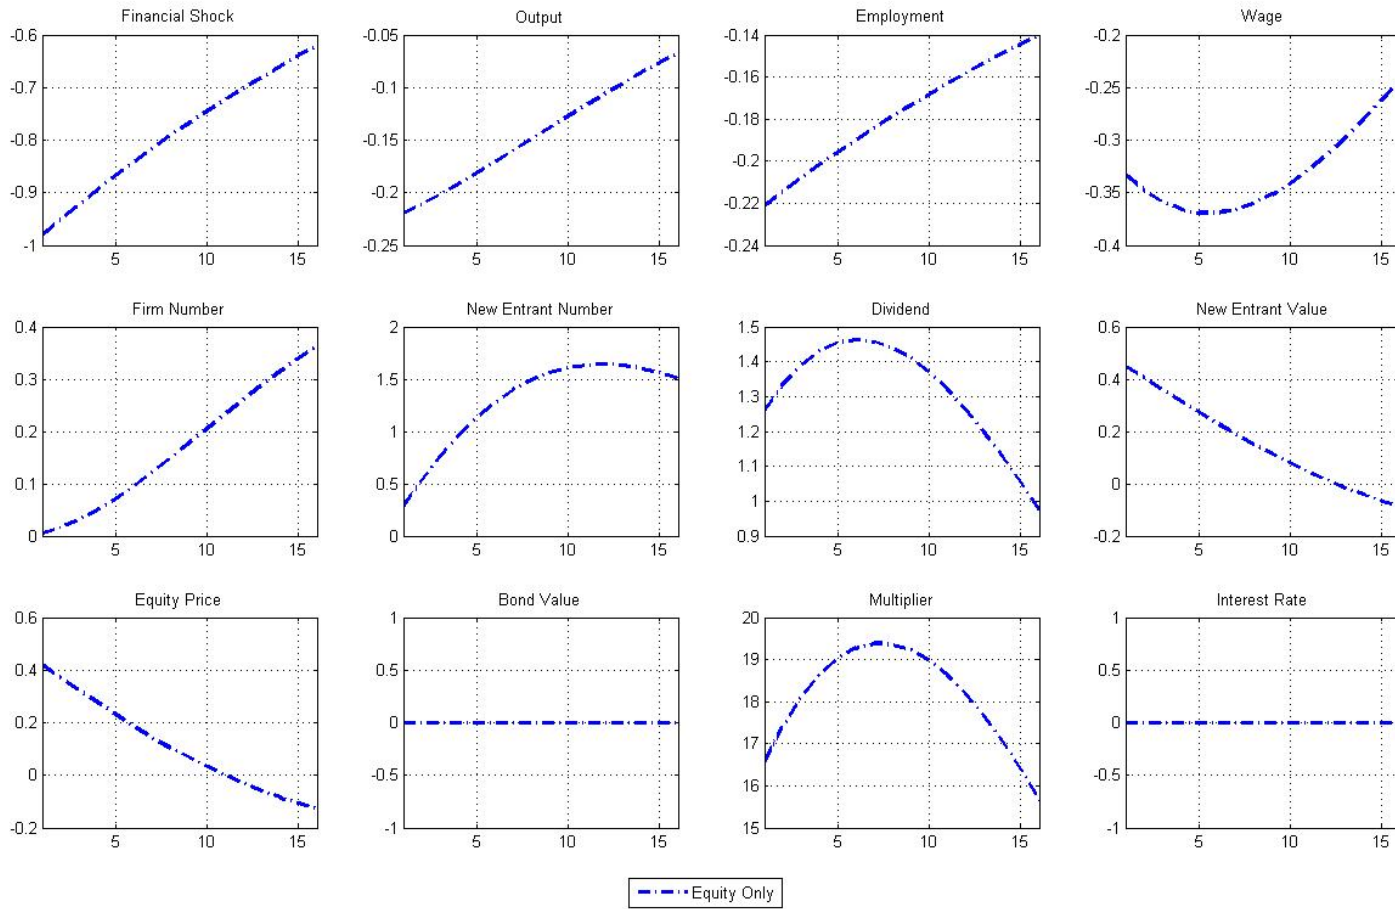 Financial Shock
-0.6
-0.7
-0.8
-0.9
-1
5 10 15
Output
-0.05
-0.1
-0.15
-0.2
-0.25
5 10 15
Employment
-0.14
-0.16
-0.18
-0.2
-0.22
-0.24
5 10 15
Wage
-0.2
-0.25
-0.3
-0.35
-0.4
5 10 15
Firm Number
0.4
0.3
0.2
0.1
0
5 10 15
New Entrant Number
2
1.5
1
0.5
0
5 10 15
Dividend
1.5
1.4
1.3
1.2
1.1
1
0.9
5 10 15
New Entrant Value
0.6
0.4
0.2
0
-0.2
5 10 15
Equity Price
0.6
0.4
0.2
0
-0.2
5 10 15
Bond Value
1
0.5
0
-0.5
-1
5 10 15
Multiplier
20
19
18
17
16
15
5 10 15
Interest Rate
1
0.5
0
-0.5
-1
5 10 15
Equity Only